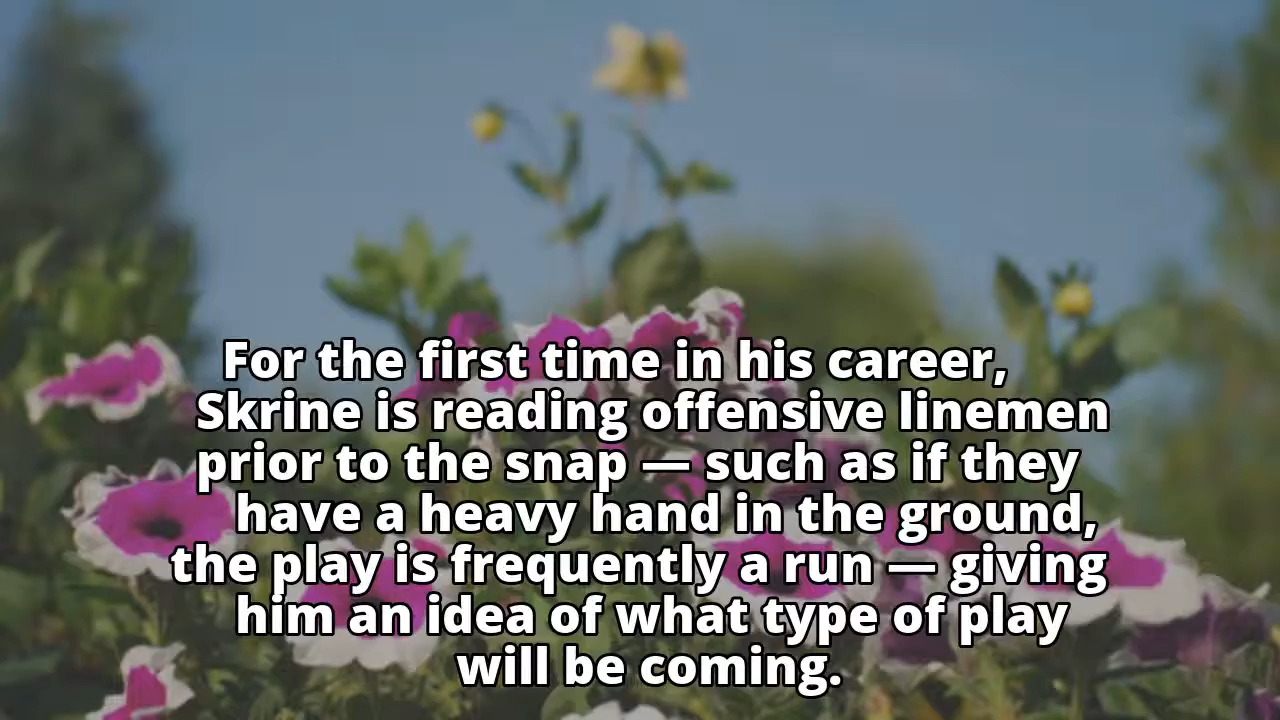 For the first time in his career,
Skrine is reading offensive linemen
prior to the snap — such as if they
have a heavy hand in the ground,
the play is frequently a run — giving
him an idea of what type of play
will be coming.